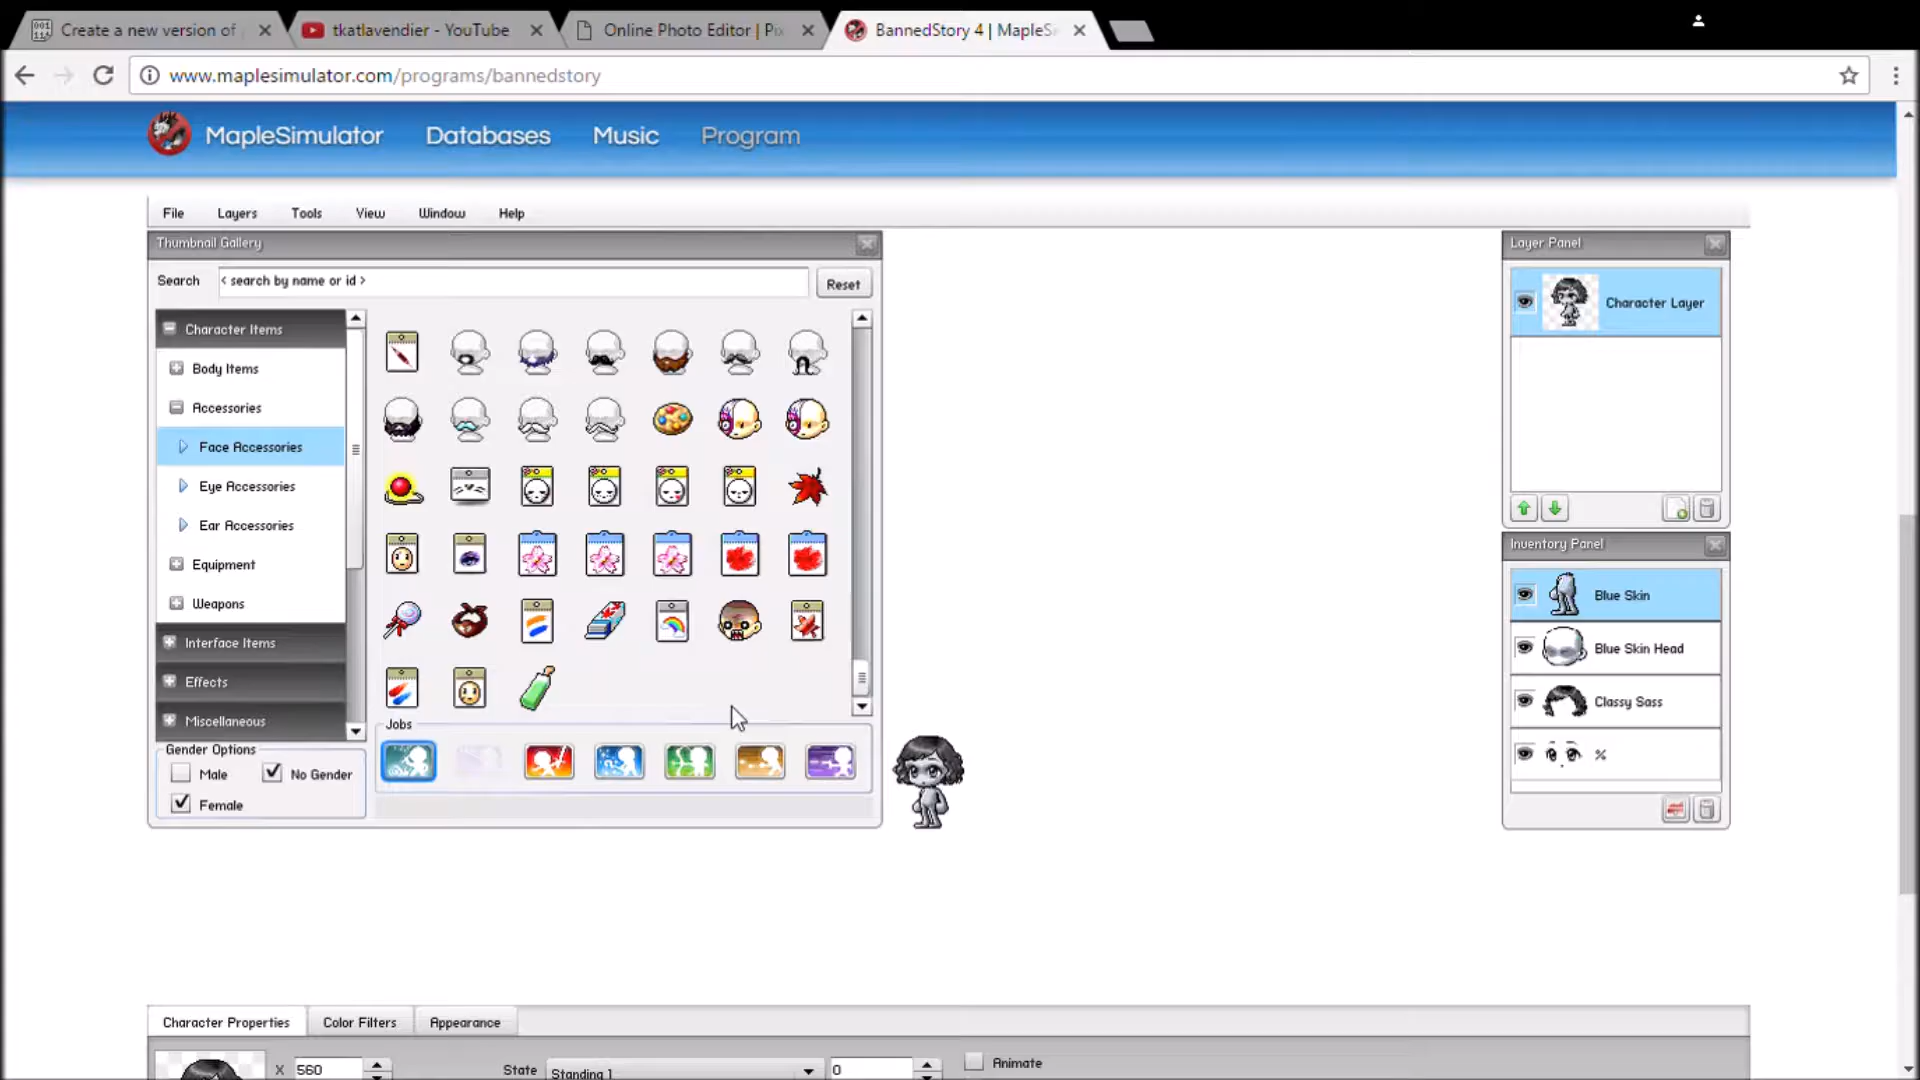 Create a new version of
tkatlavendier - YouTube
Online Photo Editor | Pix
BannedStory 4 | MapleSi
www.maplesimulator.com/programs/bannedstory
MapleSimulator Databases Music Program
File Layers Tools View Window Help
Thumbnail Gallery
Search < search by name or id > Reset
Character Items
Body Items
Accessories
Face Accessories
Eye Accessories
Ear Accessories
Equipment
Weapons
Interface Items
Effects
Miscellaneous
Gender Options
Male No Gender
Female
Jobs
Layer Panel
Character Layer
Inventory Panel
Blue Skin
Blue Skin Head
Classy Sass
%
Character Properties Color Filters Appearance
X 560 State Standing 1 0 Animate